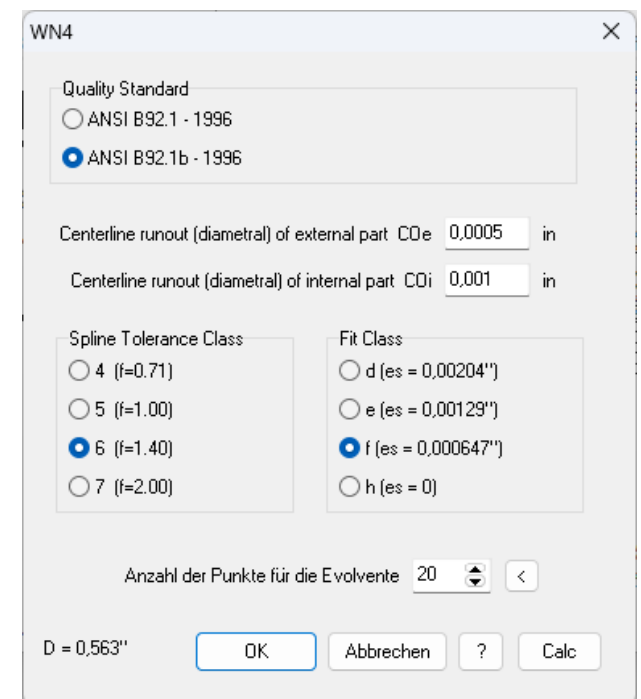 WN4
Quality Standard
ANSI B92.1 - 1996
ANSI B92.1b - 1996
Centerline runout (diametral) of external part COe 0,0005 in
Centerline runout (diametral) of internal part COi 0,001 in
Spline Tolerance Class
4 (f=0.71)
5 (f=1.00)
6 (f=1.40)
7 (f=2.00)
Fit Class
d (es = 0,00204'')
e (es = 0,00129'')
f (es = 0,000647'')
h (es = 0)
Anzahl der Punkte für die Evolvente 20 <
D = 0,563'' OK Abbrechen ? Calc